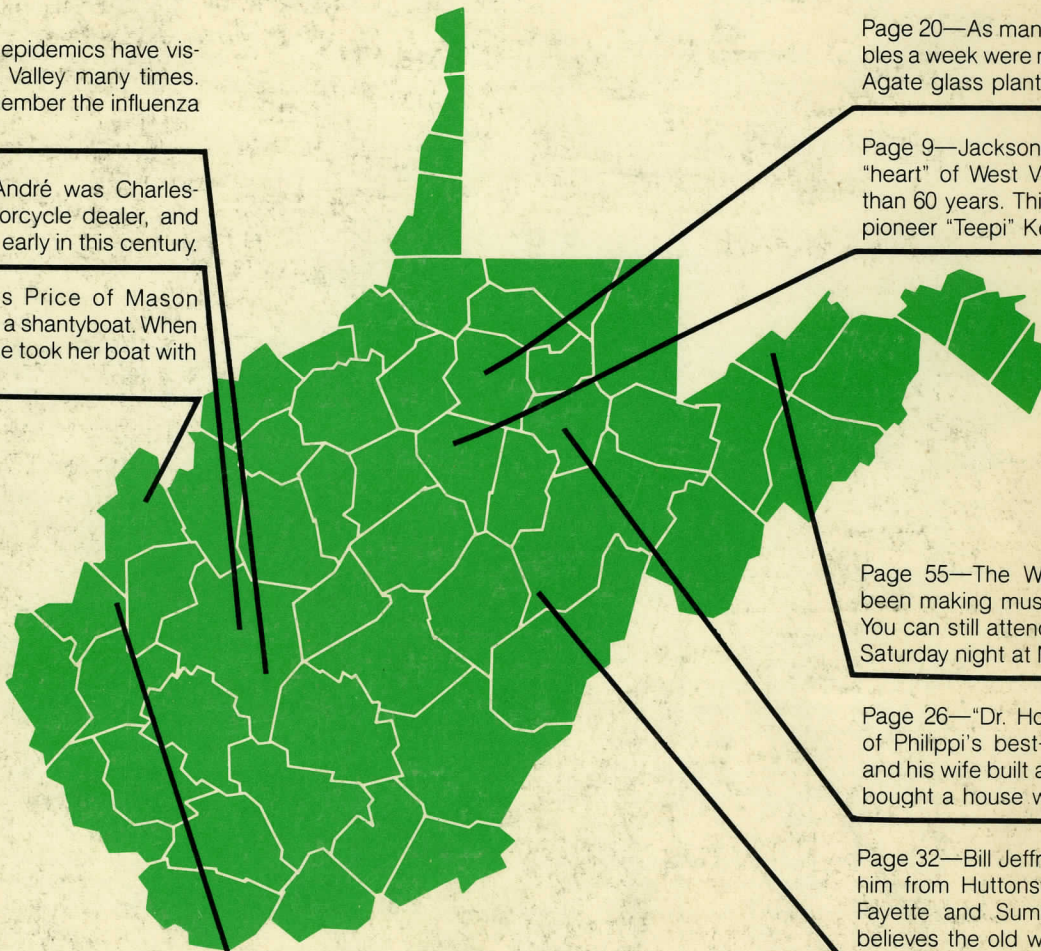 epidemics have vis-
Valley many times.
ember the influenza
André was Charles-
orcycle dealer, and
early in this century.
s Price of Mason
a shantyboat. When
e took her boat with
Page 20—As man
bles a week were r
Agate glass plant
Page 9—Jackson
"heart" of West V
than 60 years. Thi
pioneer "Teepi" Ke
Page 55—The W
been making mus
You can still attend
Saturday night at M
Page 26—"Dr. Ho
of Philippi's best-
and his wife built a
bought a house w
Page 32—Bill Jeffr
him from Huttons
Fayette and Sum
believes the old w